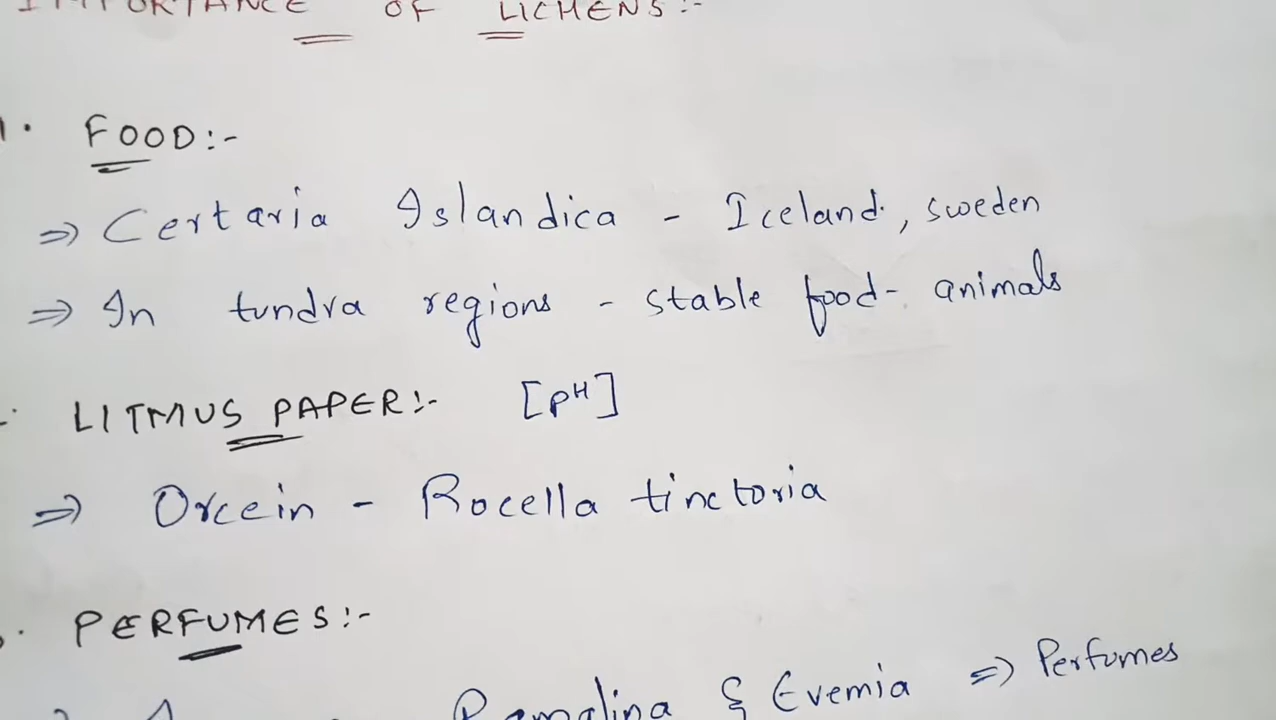 IMPORTANCE OF LICHENS:-
1. FOOD:-
⇒ Certaria Islandica - Iceland, sweden
⇒ In tundra regions - stable food- animals
LITMUS PAPER:- [pH]
⇒ Orcein - Rocella tinctoria
PERFUMES:-
Ramalina & Evemia ⇒ Perfumes